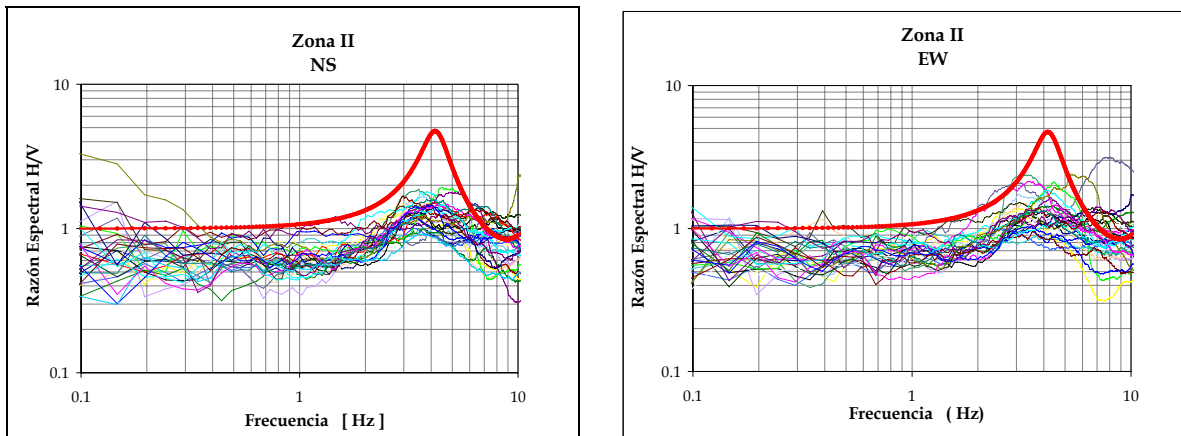 Zona II
NS
10
1
0.1
Razón Espectral H/V
0.1
1
10
Frecuencia [ Hz ]
Zona II
EW
10
1
0.1
Razón Espectral H/V
0.1
1
10
Frecuencia ( Hz)